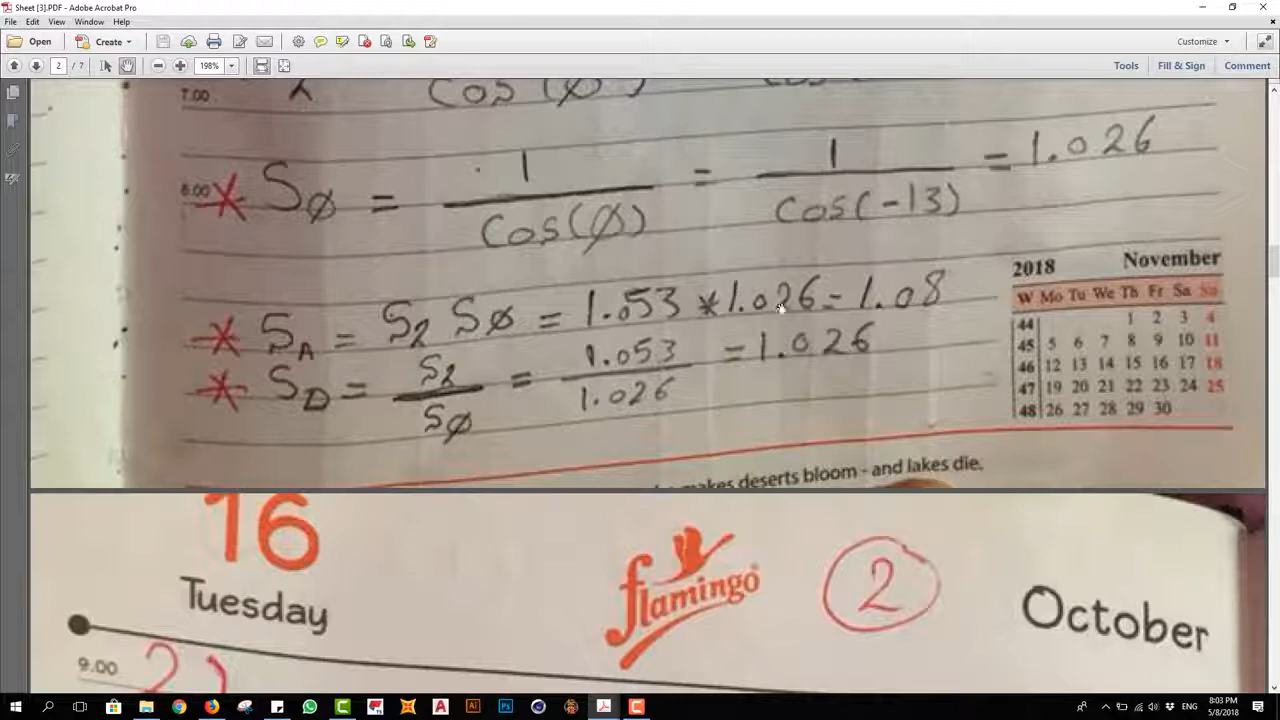 Sheet [3].PDF - Adobe Acrobat Pro
File Edit View Window Help
Open Create Customize
2 / 7 198% Tools Fill & Sign Comment
7.00 Cos (Ø)
8.00 * SØ = 1 / Cos(Ø) = 1 / Cos(-13) = 1.026
* SA = S2 SØ = 1.053 * 1.026 = 1.08
* SD = S2 / SØ = 1.053 / 1.026 = 1.026
2018 November
W Mo Tu We Th Fr Sa Su
44 1 2 3 4
45 5 6 7 8 9 10 11
46 12 13 14 15 16 17 18
47 19 20 21 22 23 24 25
48 26 27 28 29 30
makes deserts bloom - and lakes die.
16
Tuesday
flamingo
2
October
9.00 2)
8:03 PM
5/8/2018